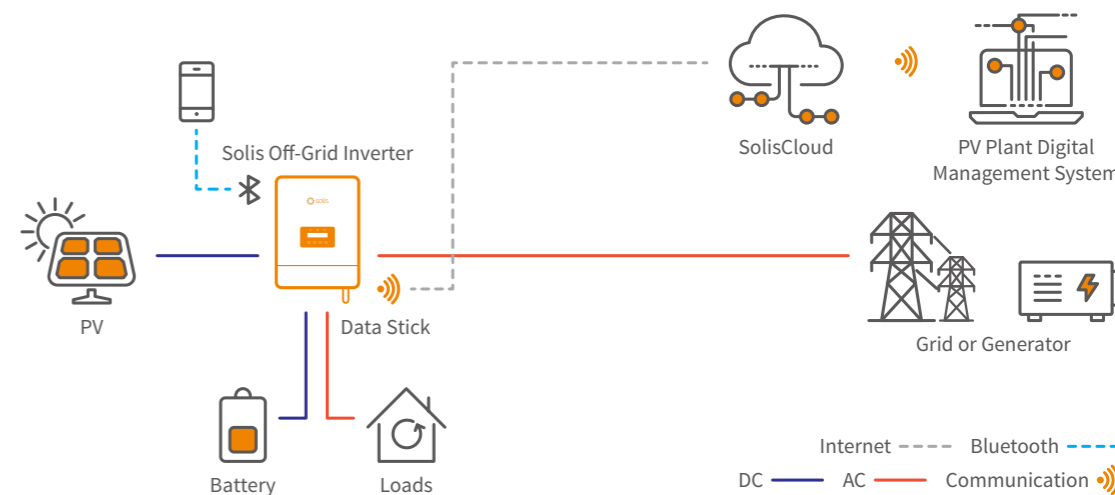 SolisCloud
PV Plant Digital
Management System
Solis Off-Grid Inverter
solis
PV
Data Stick
Grid or Generator
Battery
Loads
Internet
Bluetooth
DC
AC
Communication